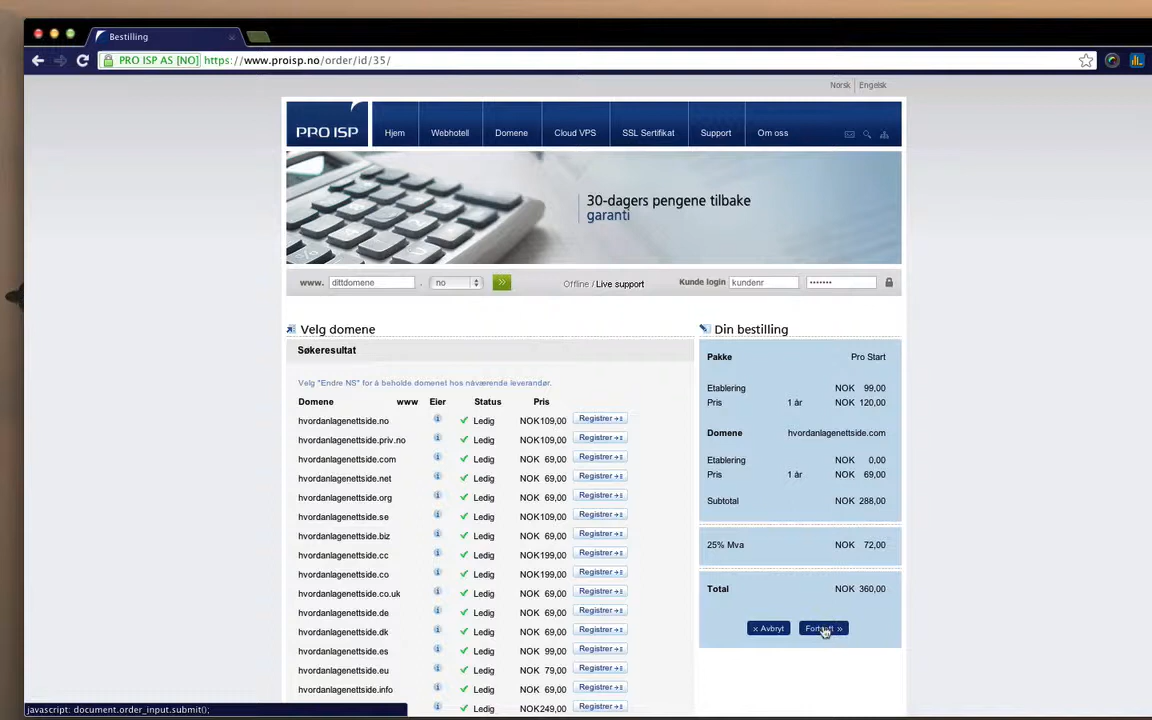 Bestilling
PRO ISP AS [NO] https://www.proisp.no/order/id/35/
Norsk Engelsk
PRO ISP Hjem Webhotell Domene Cloud VPS SSL Sertifikat Support Om oss
30-dagers pengene tilbake
garanti
www. dittdomene . no » Offline / Live support Kunde login kundenr •••••••
Velg domene
Søkeresultat
Velg "Endre NS" for å beholde domenet hos nåværende leverandør.
Domene www Eier Status Pris
hvordanlagenettside.no Ledig NOK109,00 Registrer
hvordanlagenettside.priv.no Ledig NOK109,00 Registrer
hvordanlagenettside.com Ledig NOK 69,00 Registrer
hvordanlagenettside.net Ledig NOK 69,00 Registrer
hvordanlagenettside.org Ledig NOK 69,00 Registrer
hvordanlagenettside.se Ledig NOK109,00 Registrer
hvordanlagenettside.biz Ledig NOK 69,00 Registrer
hvordanlagenettside.cc Ledig NOK199,00 Registrer
hvordanlagenettside.co Ledig NOK199,00 Registrer
hvordanlagenettside.co.uk Ledig NOK 69,00 Registrer
hvordanlagenettside.de Ledig NOK 69,00 Registrer
hvordanlagenettside.dk Ledig NOK 69,00 Registrer
hvordanlagenettside.es Ledig NOK 99,00 Registrer
hvordanlagenettside.eu Ledig NOK 79,00 Registrer
hvordanlagenettside.info Ledig NOK 69,00 Registrer
Ledig NOK249,00 Registrer
Din bestilling
Pakke Pro Start
Etablering NOK 99,00
Pris 1 år NOK 120,00
Domene hvordanlagenettside.com
Etablering NOK 0,00
Pris 1 år NOK 69,00
Subtotal NOK 288,00
25% Mva NOK 72,00
Total NOK 360,00
× Avbryt »
javascript: document.order_input.submit();